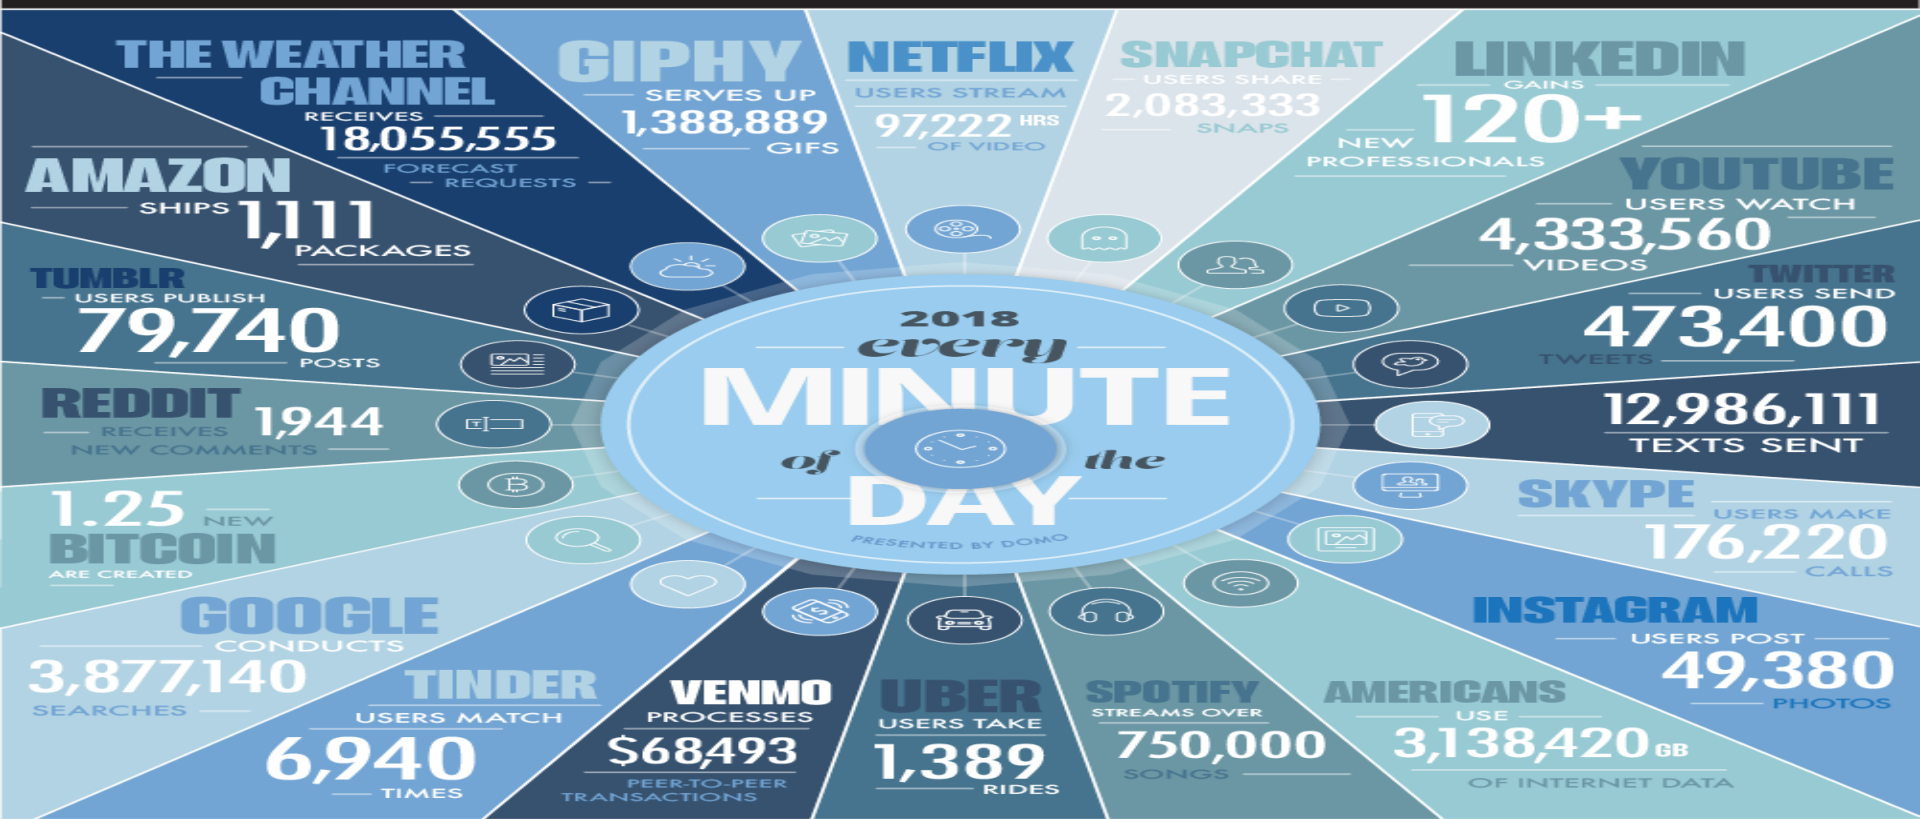 THE WEATHER
CHANNEL
RECEIVES
18,055,555
FORECAST
REQUESTS
GIPHY
SERVES UP
1,388,889
GIFS
NETFLIX
USERS STREAM
97,222 HRS
OF VIDEO
SNAPCHAT
USERS SHARE
2,083,333
SNAPS
LINKEDIN
GAINS
120+
NEW
PROFESSIONALS
YOUTUBE
USERS WATCH
4,333,560
VIDEOS
TWITTER
USERS SEND
473,400
TWEETS
12,986,111
TEXTS SENT
SKYPE
USERS MAKE
176,220
CALLS
INSTAGRAM
USERS POST
49,380
PHOTOS
AMERICANS
USE
3,138,420 GB
OF INTERNET DATA
SPOTIFY
STREAMS OVER
750,000
SONGS
UBER
USERS TAKE
1,389
RIDES
VENMO
PROCESSES
$68,493
PEER-TO-PEER
TRANSACTIONS
TINDER
USERS MATCH
6,940
TIMES
GOOGLE
CONDUCTS
3,877,140
SEARCHES
1.25 NEW
BITCOIN
ARE CREATED
REDDIT
RECEIVES 1,944
NEW COMMENTS
TUMBLR
USERS PUBLISH
79,740
POSTS
AMAZON
SHIPS 1,111
PACKAGES
2018
every
MINUTE
of the
DAY
PRESENTED BY DOMO